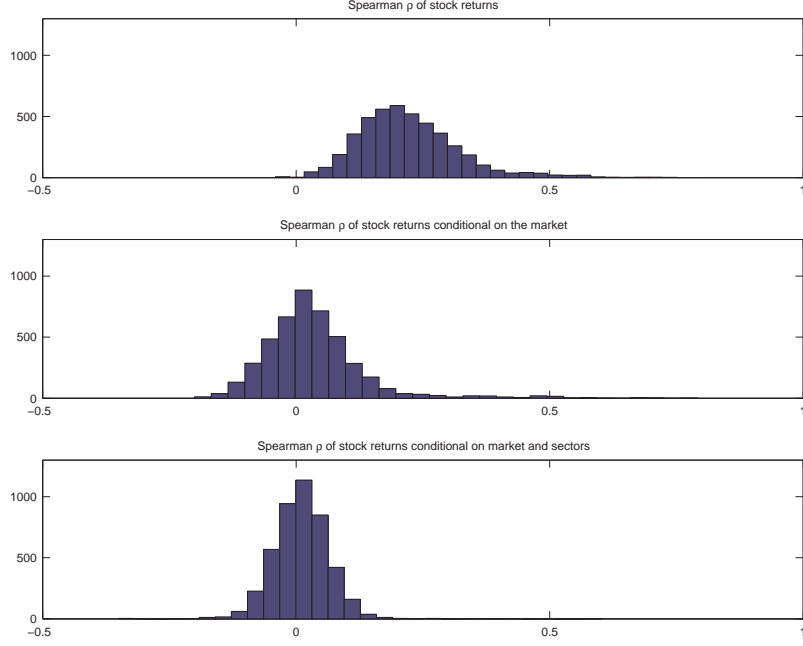 Spearman ρ of stock returns
1000
500
0
−0.5 0 0.5 1
Spearman ρ of stock returns conditional on the market
1000
500
0
−0.5 0 0.5 1
Spearman ρ of stock returns conditional on market and sectors
1000
500
0
−0.5 0 0.5 1